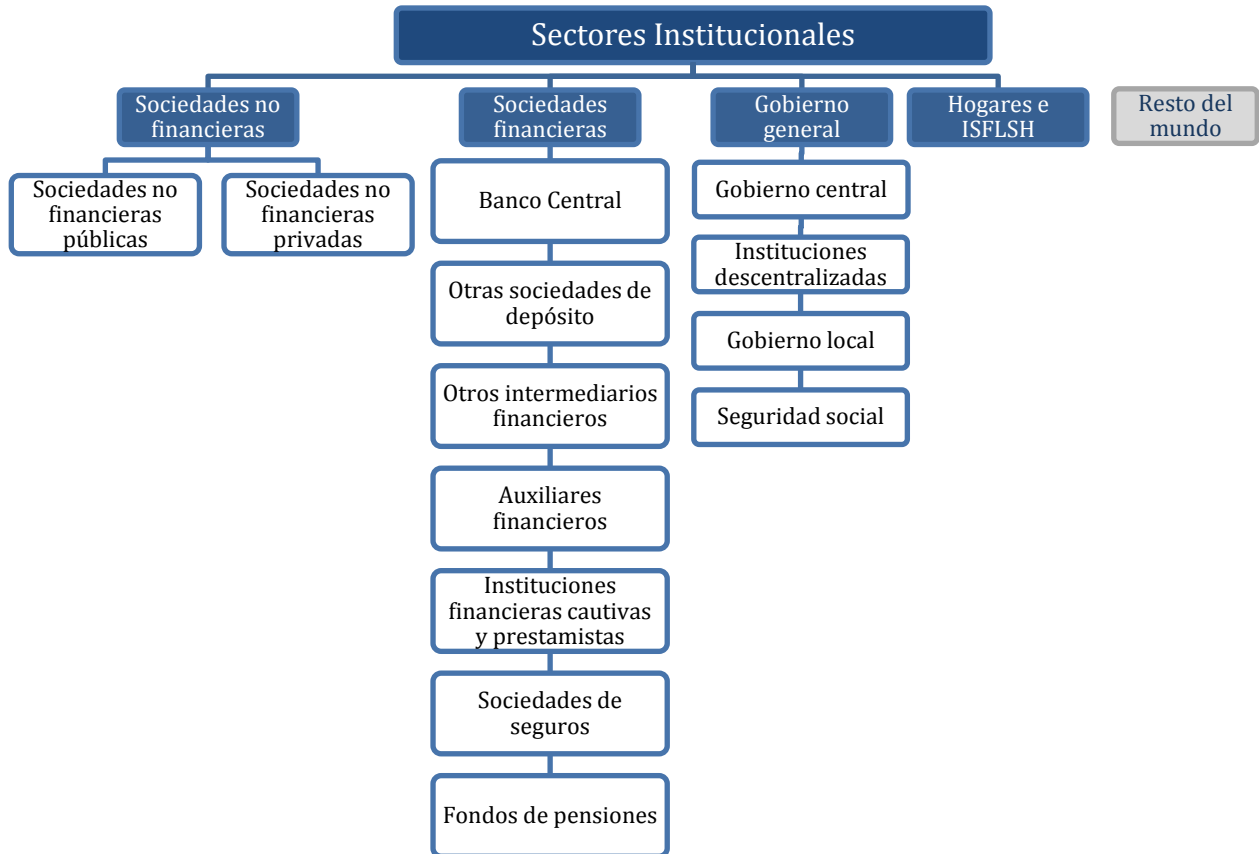 Sectores Institucionales
Sociedades no
financieras
Sociedades
financieras
Gobierno
general
Hogares e
ISFLSH
Resto del
mundo
Sociedades no
financieras
públicas
Sociedades no
financieras
privadas
Banco Central
Otras sociedades de
depósito
Otros intermediarios
financieros
Auxiliares
financieros
Instituciones
financieras cautivas
y prestamistas
Sociedades de
seguros
Fondos de pensiones
Gobierno central
Instituciones
descentralizadas
Gobierno local
Seguridad social